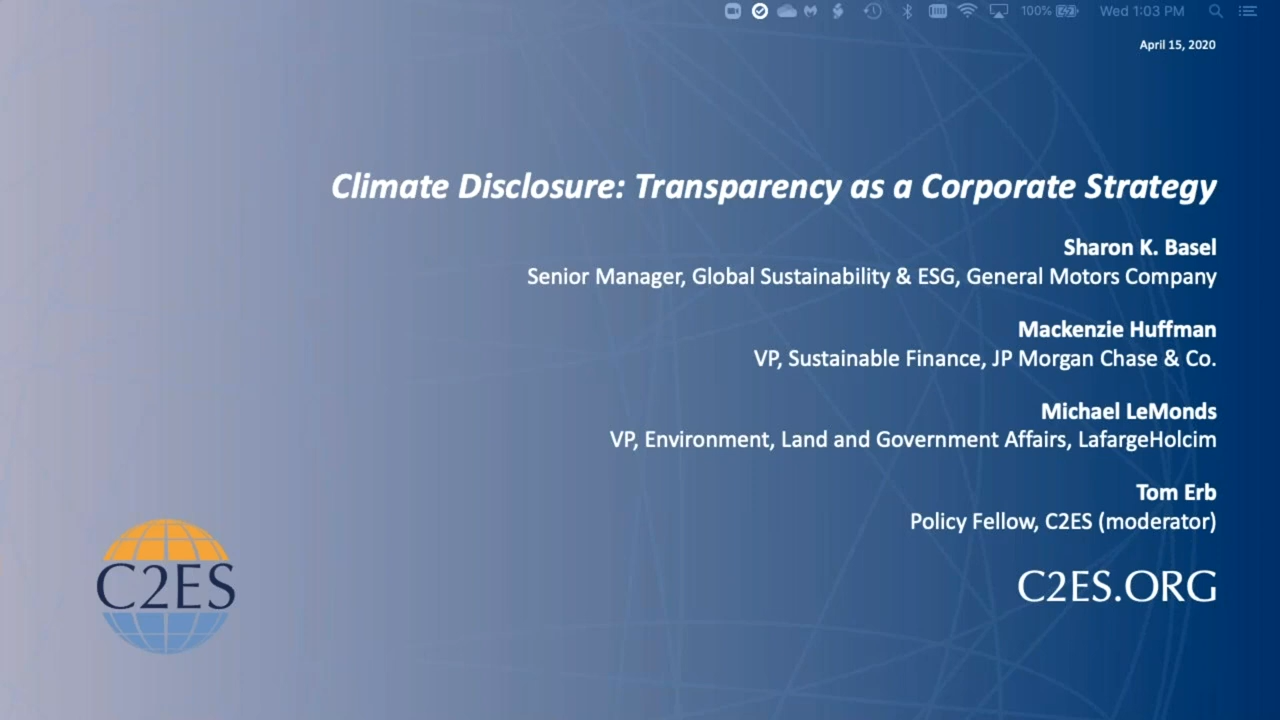 100% Wed 1:03 PM
April 15, 2020
Climate Disclosure: Transparency as a Corporate Strategy
Sharon K. Basel
Senior Manager, Global Sustainability & ESG, General Motors Company
Mackenzie Huffman
VP, Sustainable Finance, JP Morgan Chase & Co.
Michael LeMonds
VP, Environment, Land and Government Affairs, LafargeHolcim
Tom Erb
Policy Fellow, C2ES (moderator)
C2ES
C2ES.ORG